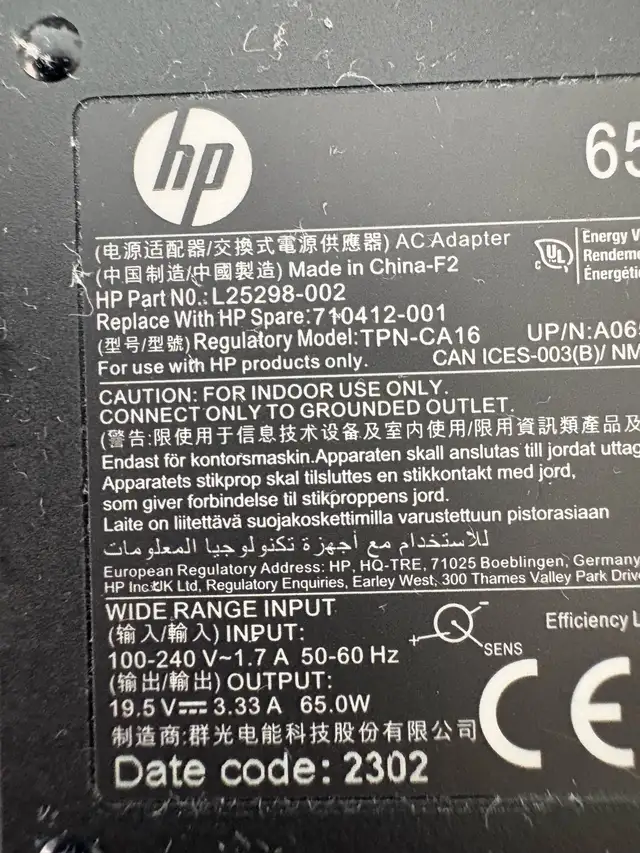 hp
65
(电源适配器/交換式電源供應器) AC Adapter
Energy V
(中国制造/中國製造) Made in China-F2
Rendeme
c UL
Énergéti
HP Part NO.: L25298-002
Replace With HP Spare:710412-001
(型号/型號) Regulatory Model: TPN-CA16 UP/N:A065
For use with HP products only. CAN ICES-003(B)/ NM
CAUTION: FOR INDOOR USE ONLY.
CONNECT ONLY TO GROUNDED OUTLET.
(警告:限使用于信息技术设备及室内使用/限用資訊類產品及
Endast för kontorsmaskin.Apparaten skall anslutas till jordat uttag
Apparatets stikprop skal tilsluttes en stikkontakt med jord,
som giver forbindelse til stikproppens jord.
Laite on liitettävä suojakoskettimilla varustettuun pistorasiaan
للاستخدام مع أجهزة تكنولوجيا المعلومات
European Regulatory Address: HP, HQ-TRE, 71025 Boeblingen, Germany
HP Inc UK Ltd, Regulatory Enquiries, Earley West, 300 Thames Valley Park Drive
WIDE RANGE INPUT
(输入/輸入) INPUT:
100-240 V~1.7 A 50-60 Hz
(输出/輸出) OUTPUT:
19.5 V⎓ 3.33 A 65.0W
- + SENS
Efficiency L
制造商:群光电能科技股份有限公司
CE
Date code: 2302